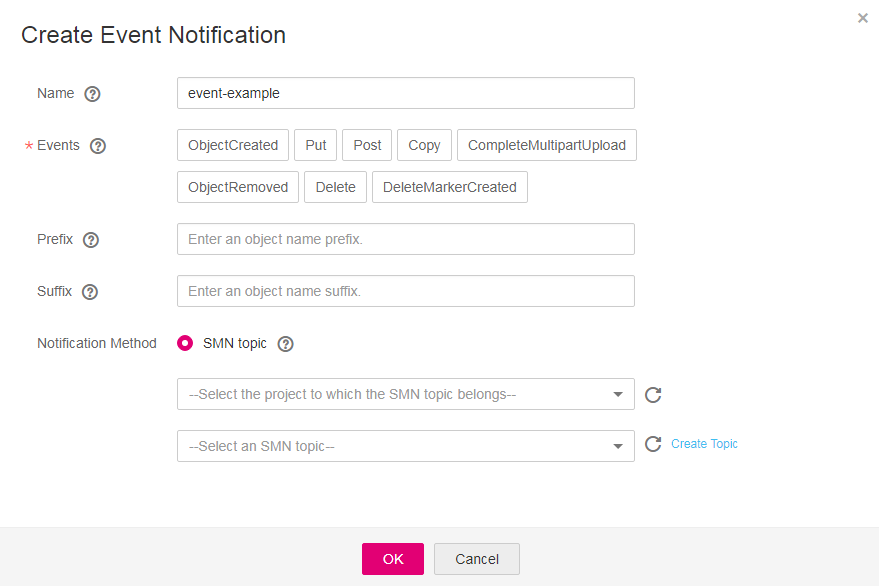 ×
Create Event Notification
Name ? event-example
* Events ? ObjectCreated Put Post Copy CompleteMultipartUpload
ObjectRemoved Delete DeleteMarkerCreated
Prefix ? Enter an object name prefix.
Suffix ? Enter an object name suffix.
Notification Method SMN topic ?
--Select the project to which the SMN topic belongs--
--Select an SMN topic-- Create Topic
OK Cancel